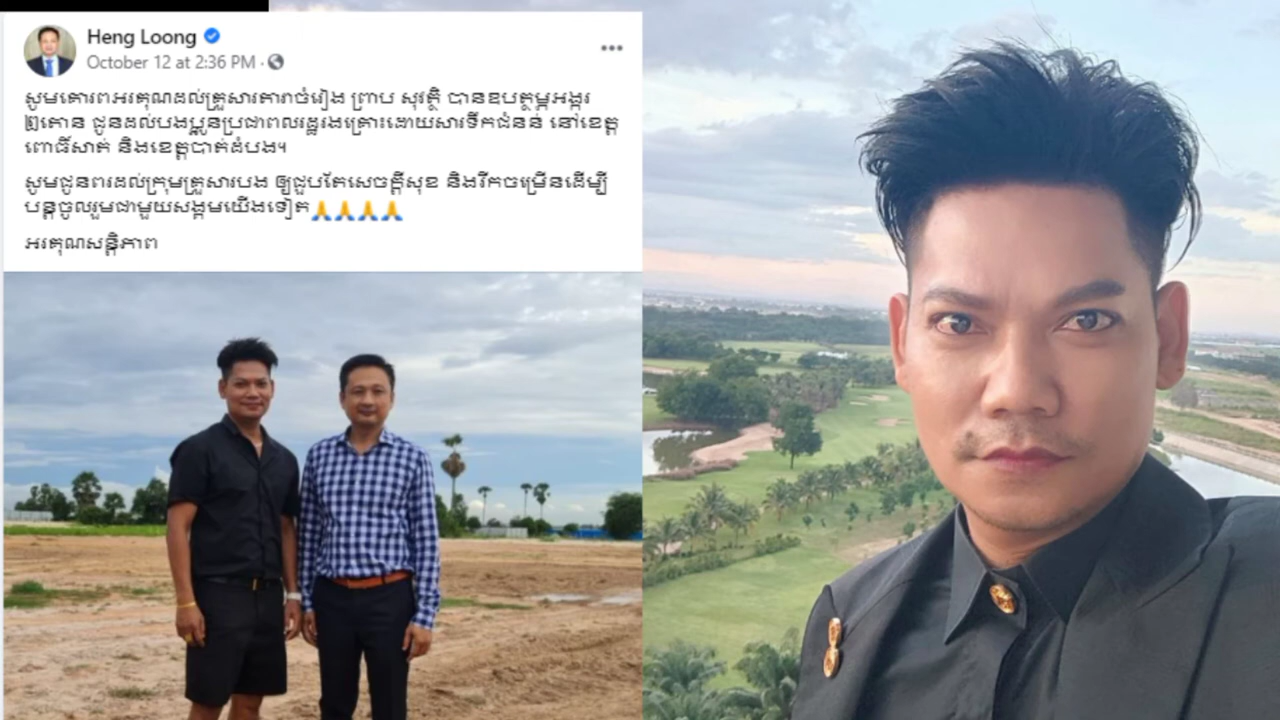 Heng Loong
October 12 at 2:36 PM ·
សូមគោរពអរគុណដល់គ្រួសារតារាចំរៀង ព្រាប សុវត្ថិ បានឧបត្ថម្ភអង្ករ
២តោន ជូនដល់បងប្អូនប្រជាពលរដ្ឋរងគ្រោះដោយសារទឹកជំនន់ នៅខេត្ត
ពោធិ៍សាត់ និងខេត្តបាត់ដំបង។
សូមជូនពរដល់ក្រុមគ្រួសារបង ឲ្យជួបតែសេចក្ដីសុខ និងរីកចម្រើនដើម្បី
បន្តចូលរួមជាមួយសង្គមយើងទៀត🙏🙏🙏🙏
អរគុណសន្តិភាព